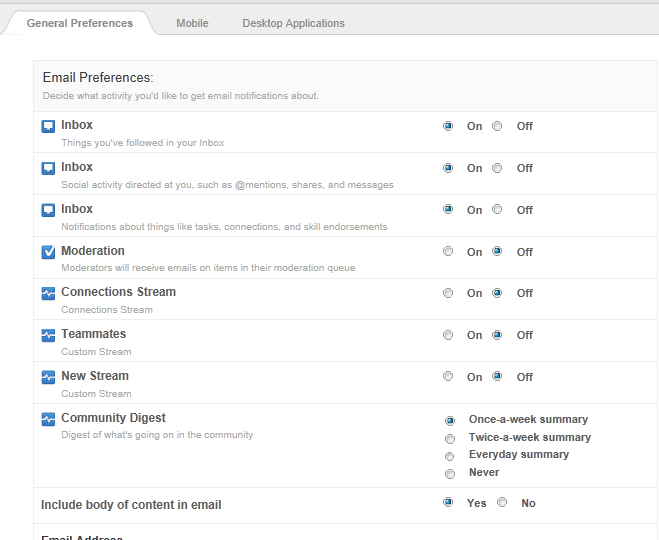 General Preferences Mobile Desktop Applications
Email Preferences:
Decide what activity you'd like to get email notifications about.
Inbox On Off
Things you've followed in your Inbox
Inbox On Off
Social activity directed at you, such as @mentions, shares, and messages
Inbox On Off
Notifications about things like tasks, connections, and skill endorsements
Moderation On Off
Moderators will receive emails on items in their moderation queue
Connections Stream On Off
Connections Stream
Teammates On Off
Custom Stream
New Stream On Off
Custom Stream
Community Digest Once-a-week summary
Digest of what's going on in the community Twice-a-week summary
Everyday summary
Never
Include body of content in email Yes No
Email Address